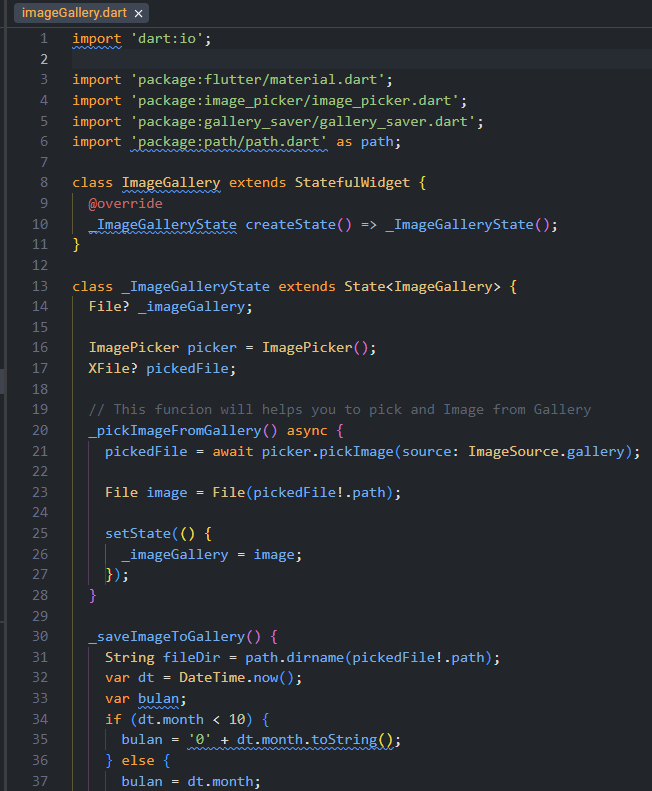 imageGallery.dart ×
1 import 'dart:io';
2
3 import 'package:flutter/material.dart';
4 import 'package:image_picker/image_picker.dart';
5 import 'package:gallery_saver/gallery_saver.dart';
6 import 'package:path/path.dart' as path;
7
8 class ImageGallery extends StatefulWidget {
9   @override
10   _ImageGalleryState createState() => _ImageGalleryState();
11 }
12
13 class _ImageGalleryState extends State<ImageGallery> {
14   File? _imageGallery;
15
16   ImagePicker picker = ImagePicker();
17   XFile? pickedFile;
18
19   // This funcion will helps you to pick and Image from Gallery
20   _pickImageFromGallery() async {
21     pickedFile = await picker.pickImage(source: ImageSource.gallery);
22
23     File image = File(pickedFile!.path);
24
25     setState(() {
26       _imageGallery = image;
27     });
28   }
29
30   _saveImageToGallery() {
31     String fileDir = path.dirname(pickedFile!.path);
32     var dt = DateTime.now();
33     var bulan;
34     if (dt.month < 10) {
35       bulan = '0' + dt.month.toString();
36     } else {
37       bulan = dt.month;